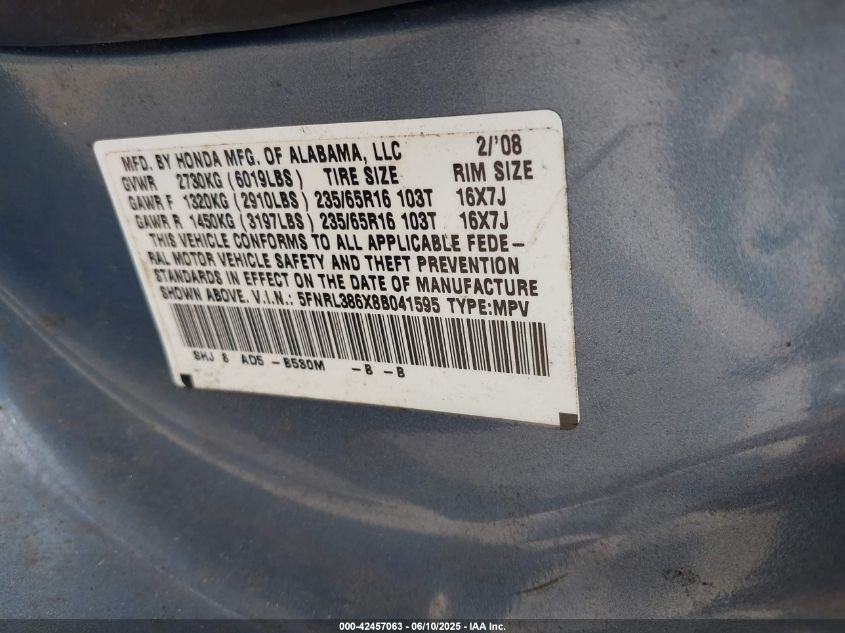 MFD. BY HONDA MFG. OF ALABAMA, LLC 2/'08
GVWR 2730KG (6019LBS) TIRE SIZE RIM SIZE
GAWR F 1320KG (2910LBS) 235/65R16 103T 16X7J
GAWR R 1450KG (3197LBS) 235/65R16 103T 16X7J
THIS VEHICLE CONFORMS TO ALL APPLICABLE FEDE-
RAL MOTOR VEHICLE SAFETY AND THEFT PREVENTION
STANDARDS IN EFFECT ON THE DATE OF MANUFACTURE
SHOWN ABOVE. V.I.N.: 5FNRL386X8B041595 TYPE:MPV
SHJ 8 AD5 -B530M -B -B
000-42457063 - 06/10/2025 - IAA Inc.